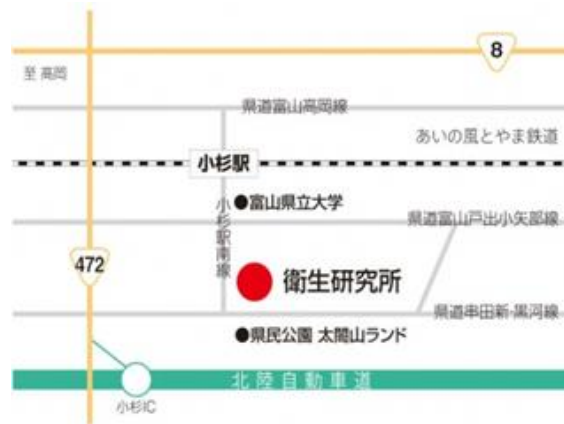 8
至 高岡
県道富山高岡線
あいの風とやま鉄道
小杉駅
●富山県立大学
小杉駅南線
県道富山戸出小矢部線
472
衛生研究所
県道串田新・黒河線
●県民公園 太閤山ランド
北陸自動車道
小杉IC